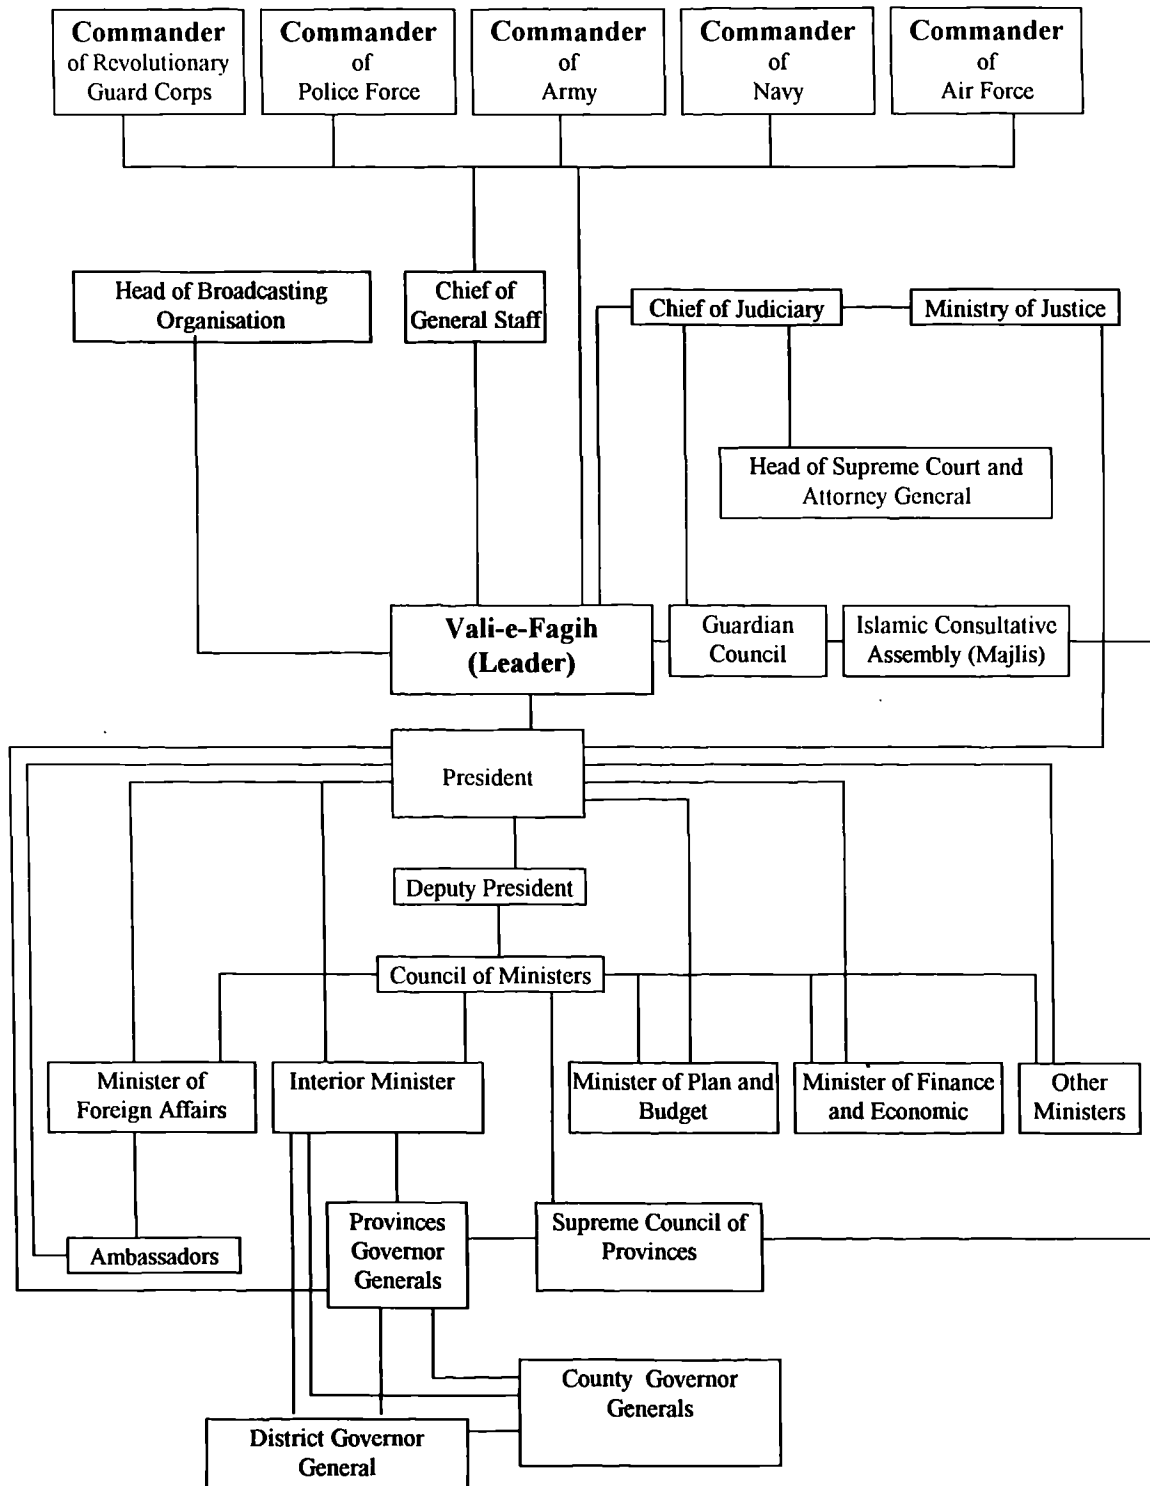 Commander
of Revolutionary
Guard Corps
Commander
of
Police Force
Commander
of
Army
Commander
of
Navy
Commander
of
Air Force
Head of Broadcasting
Organisation
Chief of
General Staff
Chief of Judiciary
Ministry of Justice
Head of Supreme Court and
Attorney General
Vali-e-Fagih
(Leader)
Guardian
Council
Islamic Consultative
Assembly (Majlis)
President
Deputy President
Council of Ministers
Minister of
Foreign Affairs
Interior Minister
Minister of Plan and
Budget
Minister of Finance
and Economic
Other
Ministers
Ambassadors
Provinces
Governor
Generals
Supreme Council of
Provinces
County Governor
Generals
District Governor
General